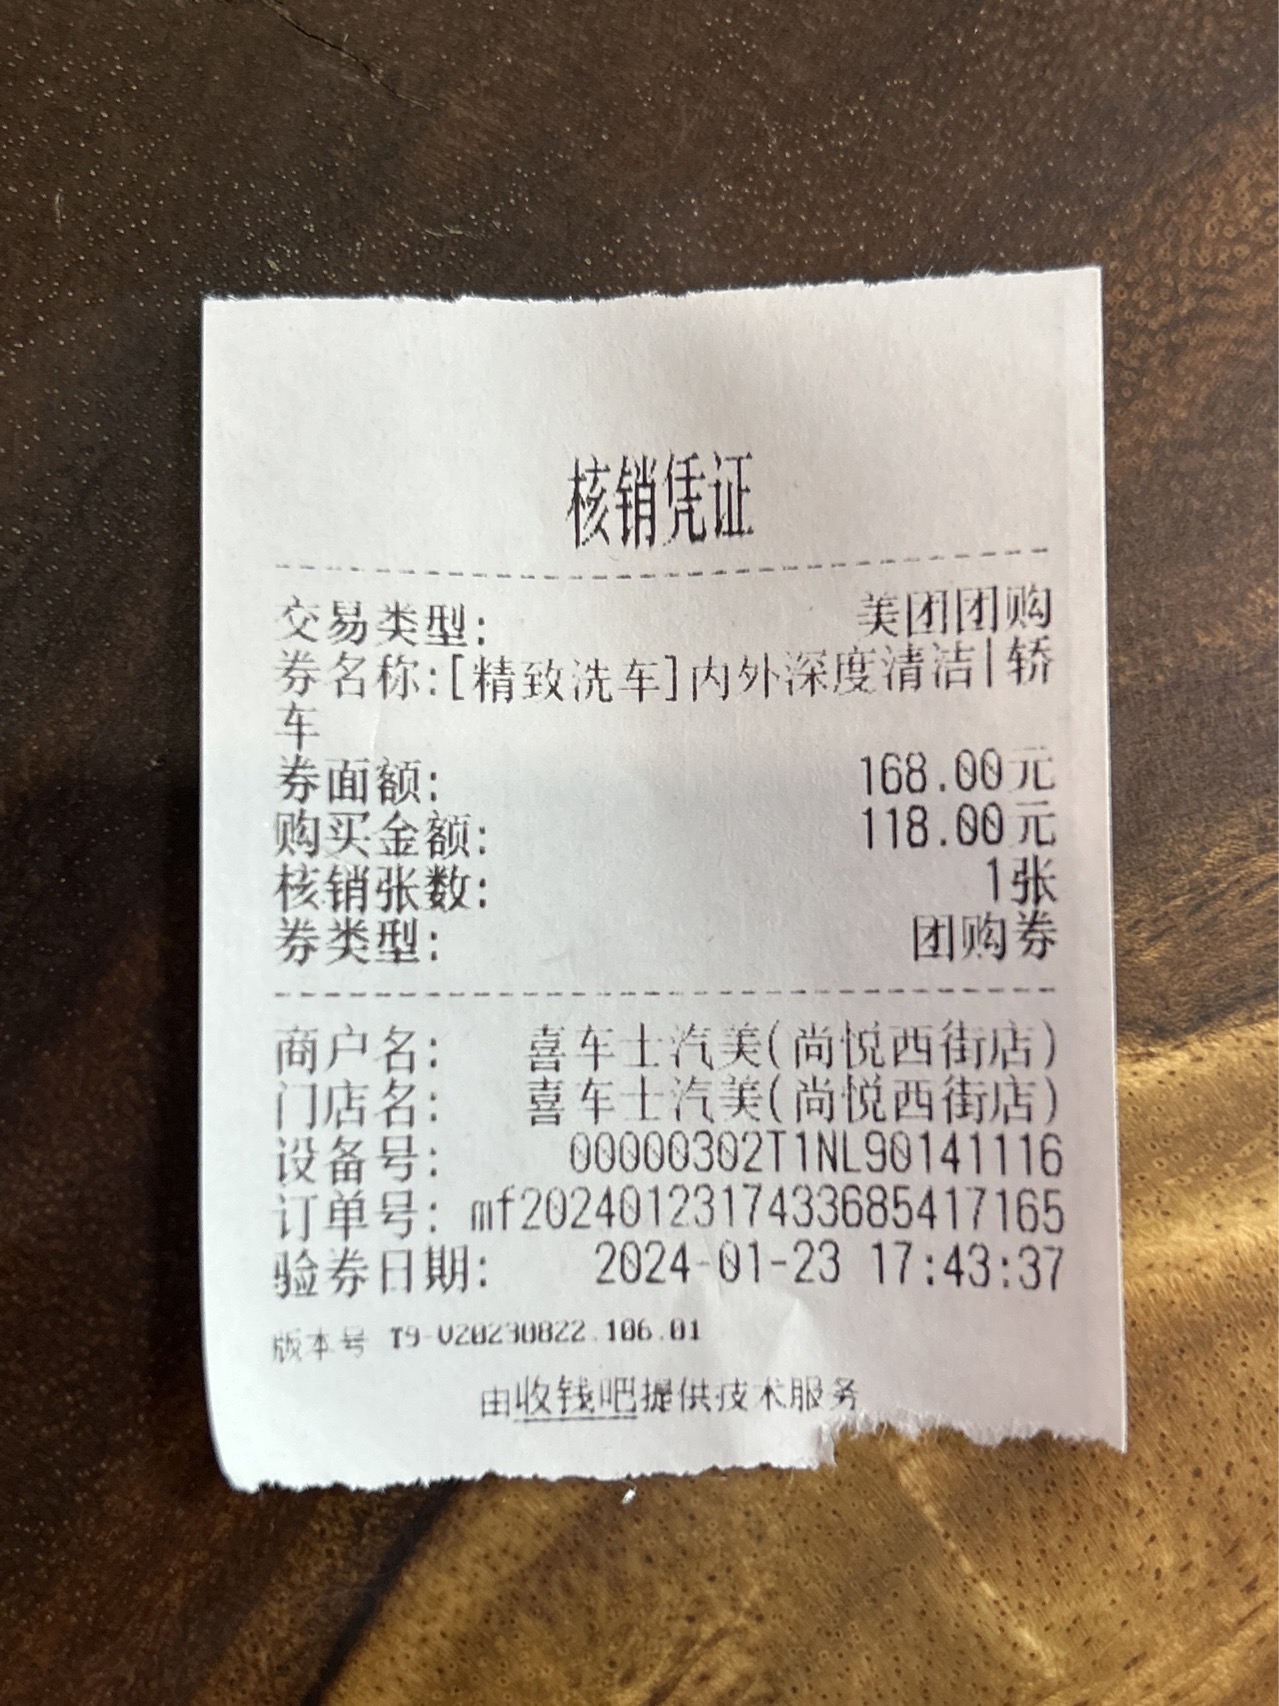 核销凭证
交易类型: 美团团购
券名称:[精致洗车]内外深度清洁|轿
车
券面额: 168.00元
购买金额: 118.00元
核销张数: 1张
券类型: 团购券
商户名: 喜车士汽美(尚悦西街店)
门店名: 喜车士汽美(尚悦西街店)
设备号: 00000302T1NL90141116
订单号: mf20240123174336854171​65
验券日期: 2024-01-23 17:43:37
版本号 T9-V20230822.106.01
由收钱吧提供技术服务